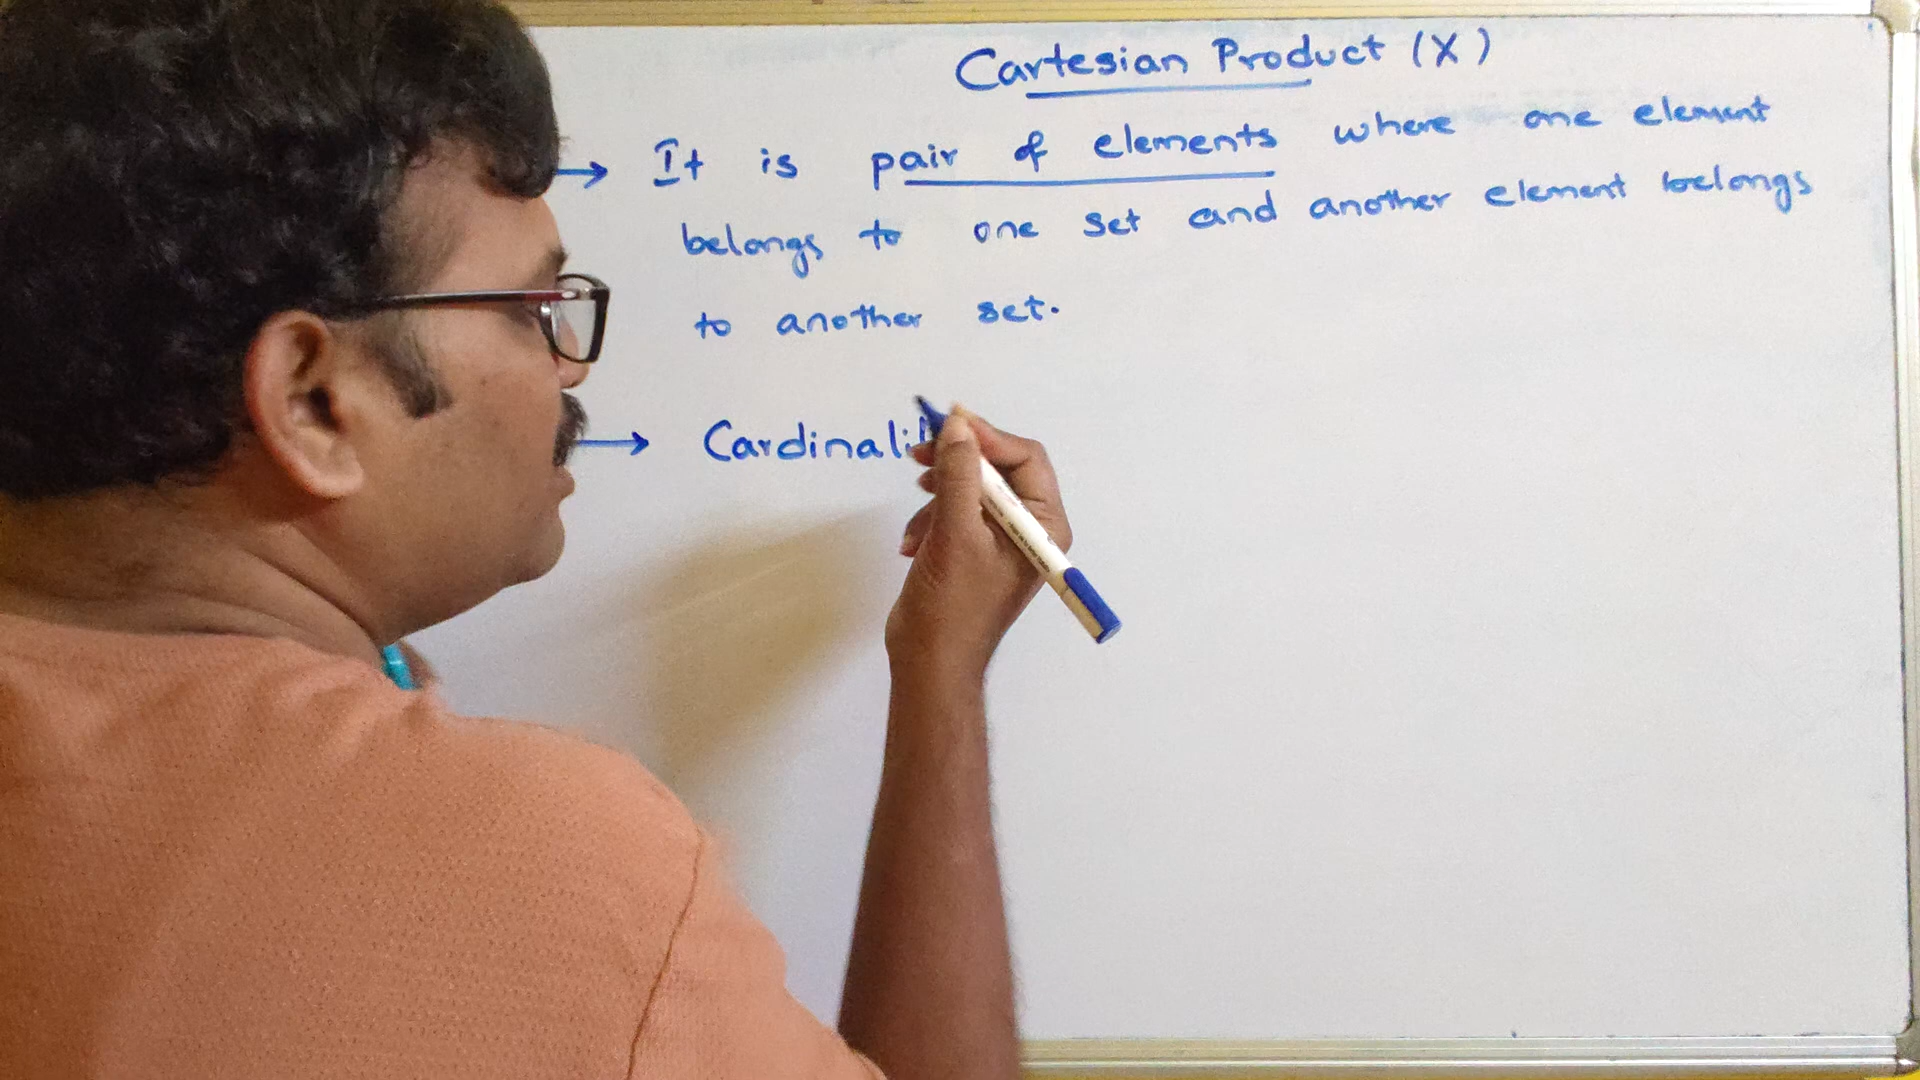 Cartesian Product (X)
→ It is pair of elements where one element
belongs to one set and another element belongs
to another set.
→ Cardinalit